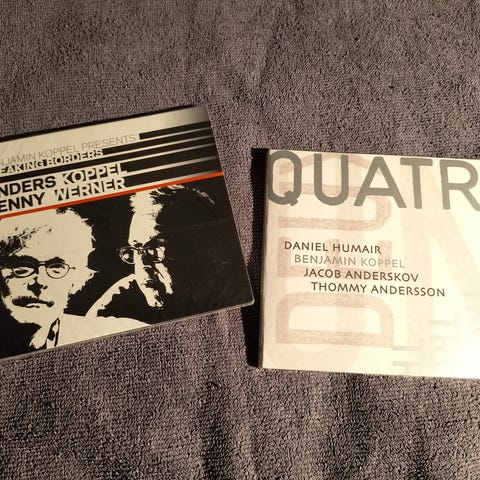 NJAMIN KOPPEL PRESENTS:
EAKING BORDERS
NDERS KOPPEL
ENNY WERNER
QUATR
DANIEL HUMAIR
BENJAMIN KOPPEL
JACOB ANDERSKOV
THOMMY ANDERSSON